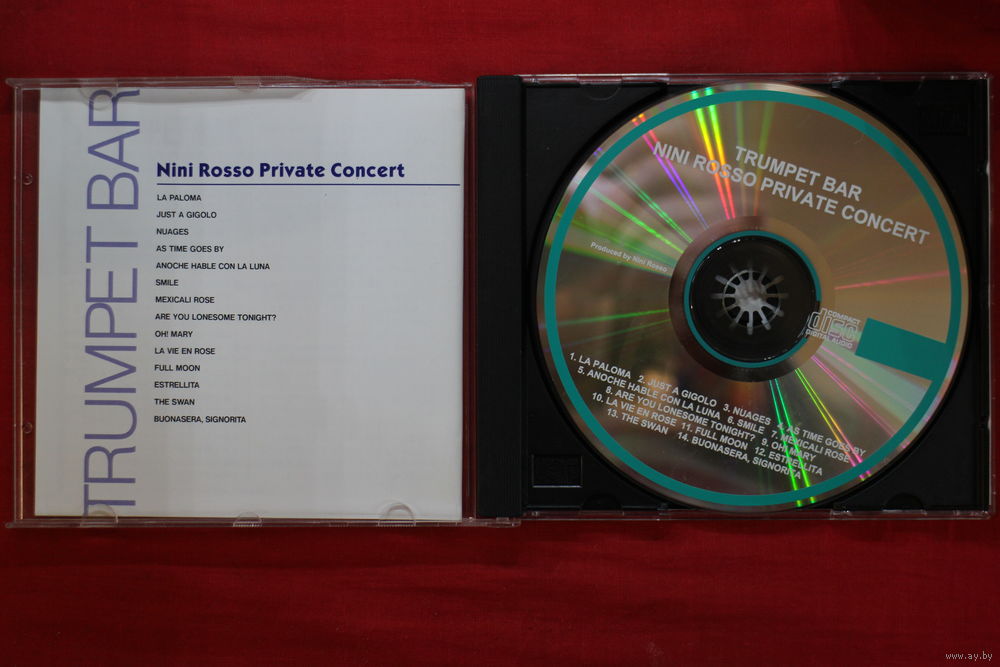 TRUMPET BAR
Nini Rosso Private Concert
LA PALOMA
JUST A GIGOLO
NUAGES
AS TIME GOES BY
ANOCHE HABLE CON LA LUNA
SMILE
MEXICALI ROSE
ARE YOU LONESOME TONIGHT?
OH! MARY
LA VIE EN ROSE
FULL MOON
ESTRELLITA
THE SWAN
BUONASERA, SIGNORITA
TRUMPET BAR
NINI ROSSO PRIVATE CONCERT
Produced by Nini Rosso
COMPACT
disc
DIGITAL AUDIO
1. LA PALOMA 2. JUST A GIGOLO 3. NUAGES 4. AS TIME GOES BY
5. ANOCHE HABLE CON LA LUNA 6. SMILE 7. MEXICALI ROSE
8. ARE YOU LONESOME TONIGHT? 9. OH! MARY
10. LA VIE EN ROSE 11. FULL MOON 12. ESTRELLITA
13. THE SWAN 14. BUONASERA, SIGNORITA
www.ay.by